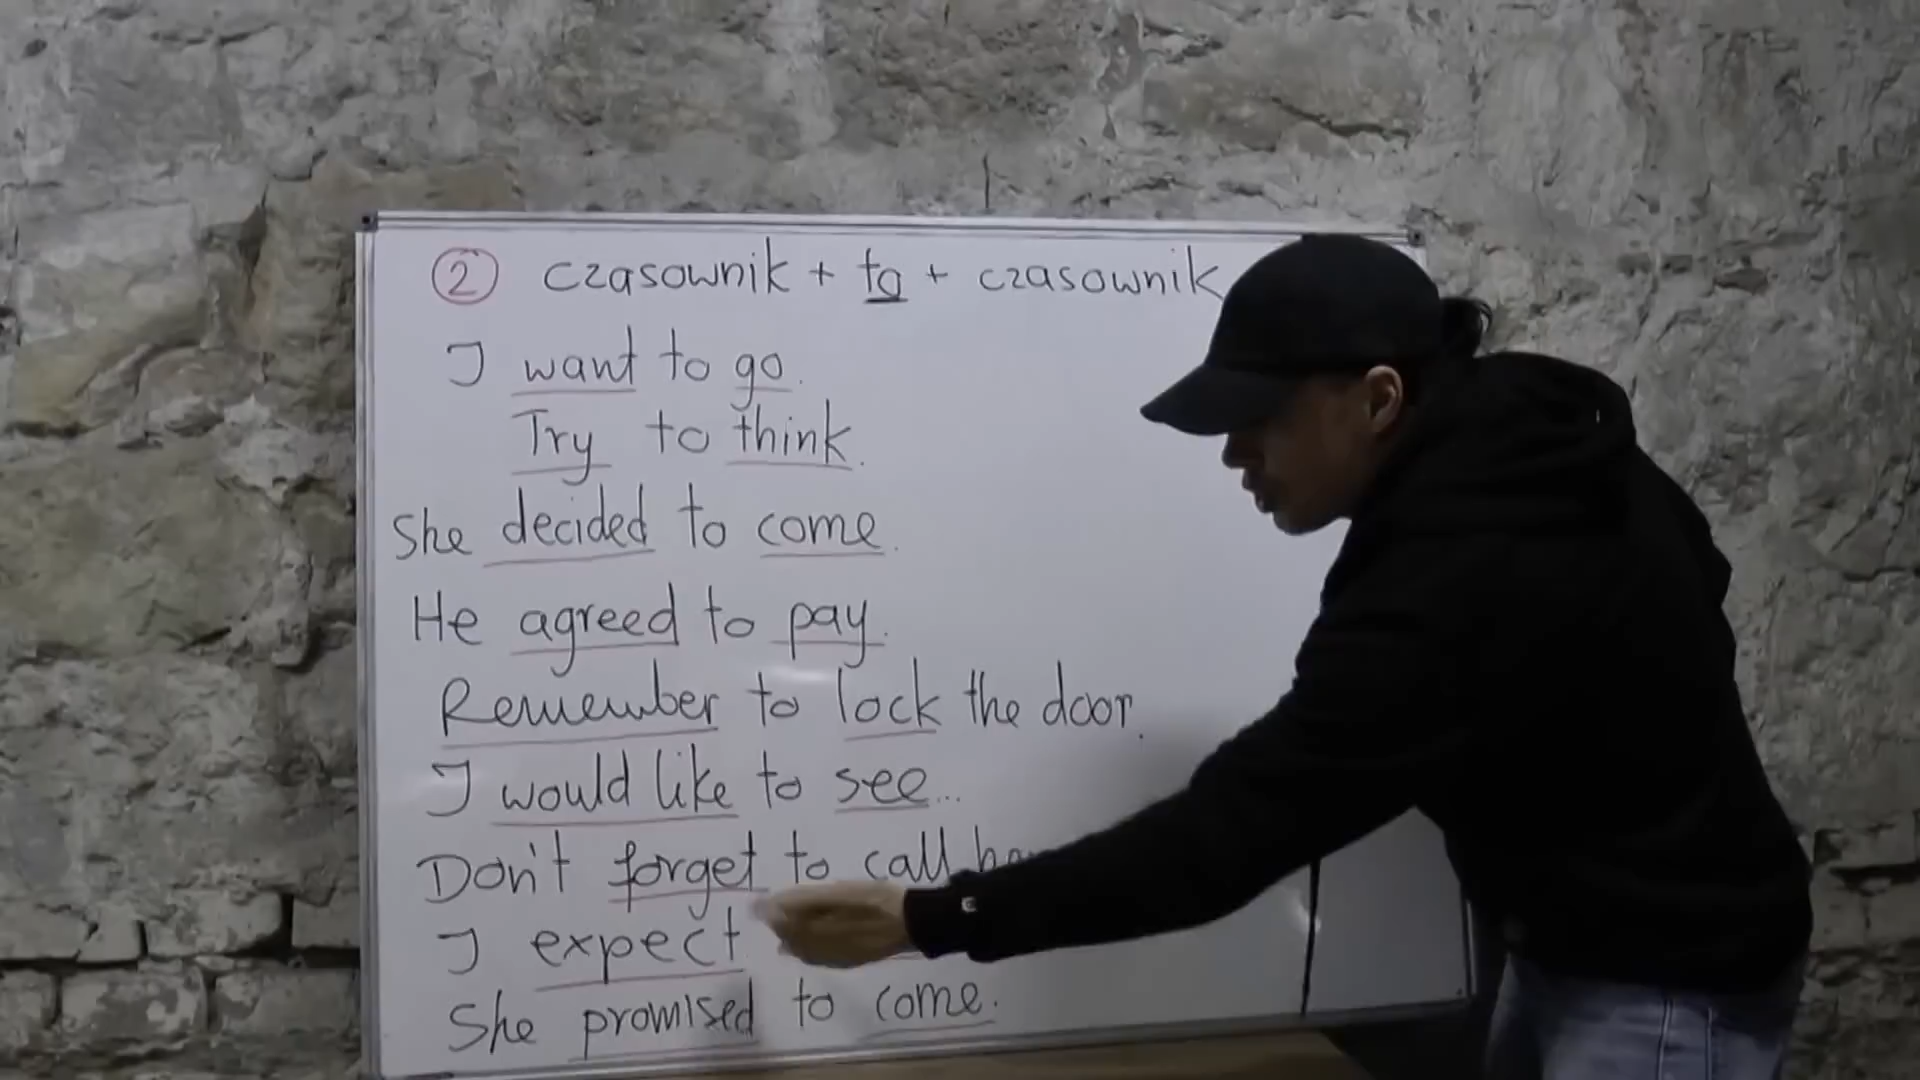 2 czasownik + to + czasownik
I want to go.
Try to think.
She decided to come.
He agreed to pay.
Remember to lock the door.
I would like to see...
Don't forget to call
I expect
She promised to come.